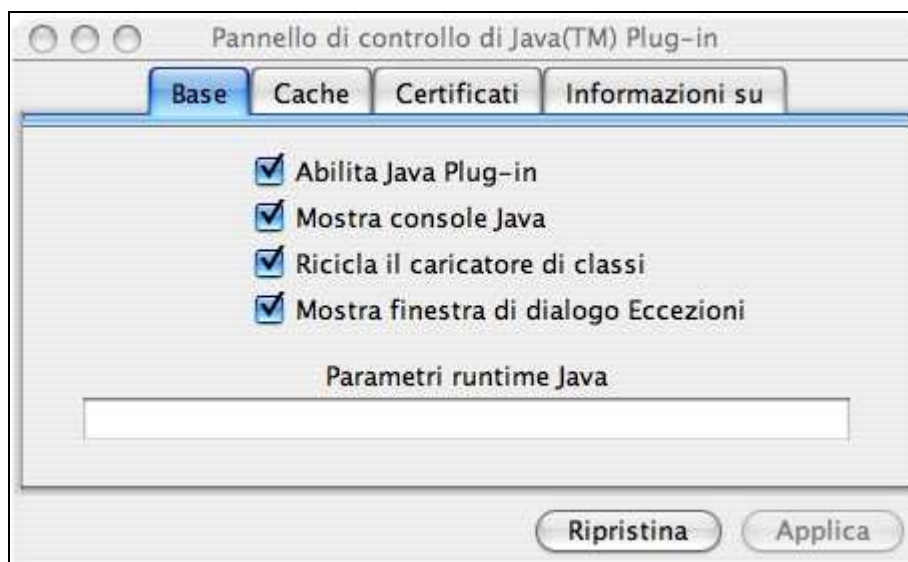 Pannello di controllo di Java(TM) Plug-in
Base Cache Certificati Informazioni su
Abilita Java Plug-in
Mostra console Java
Ricicla il caricatore di classi
Mostra finestra di dialogo Eccezioni
Parametri runtime Java
Ripristina Applica